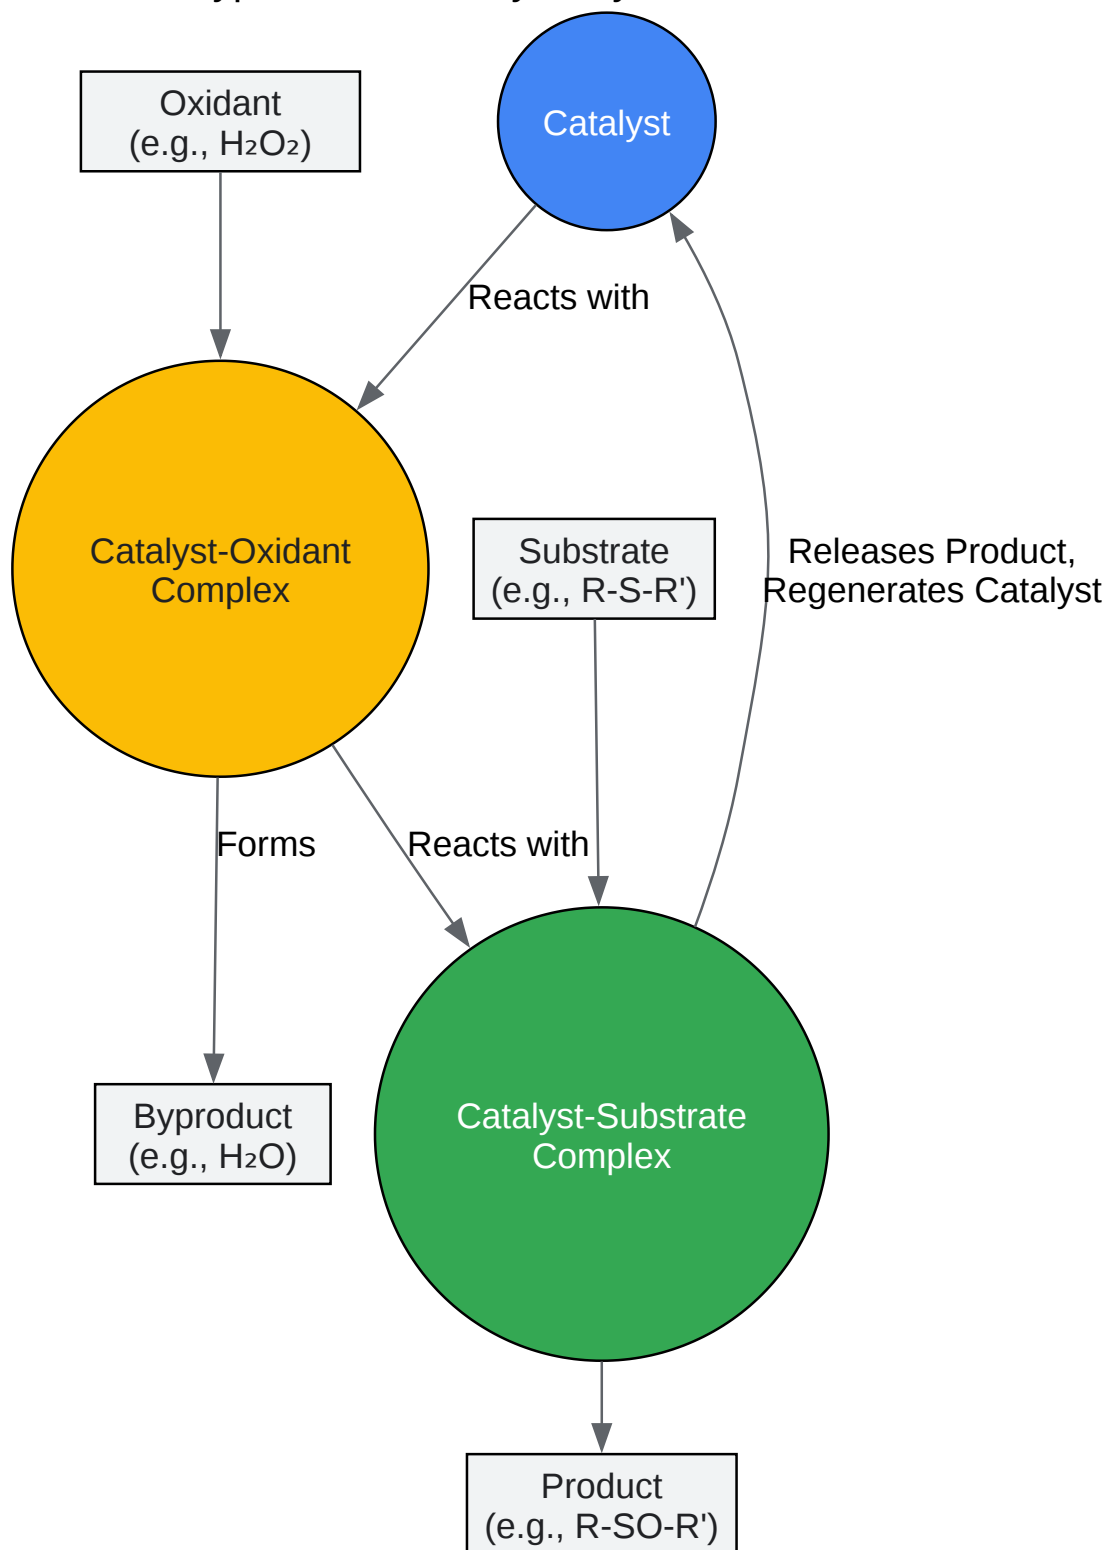 Oxidant
(e.g., H₂O₂)
Catalyst
Reacts with
Catalyst-Oxidant
Complex
Substrate
(e.g., R-S-R')
Releases Product,
Regenerates Catalyst
Forms
Reacts with
Byproduct
(e.g., H₂O)
Catalyst-Substrate
Complex
Product
(e.g., R-SO-R')